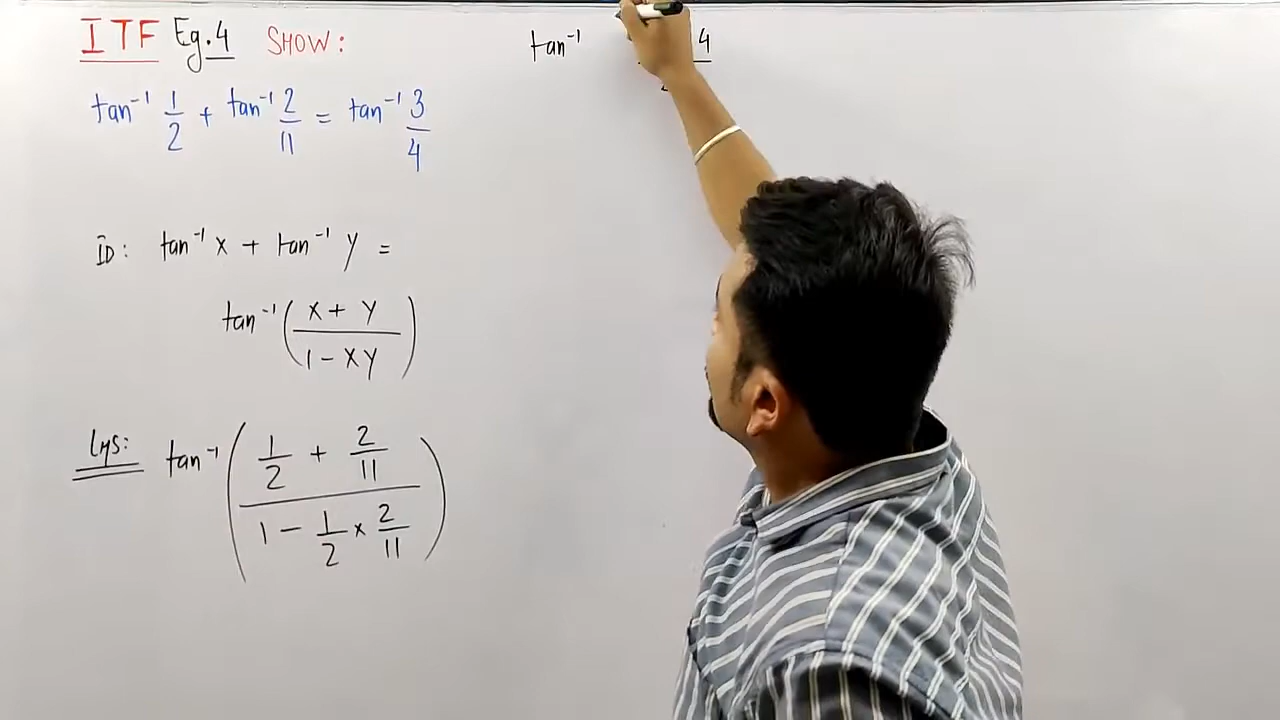 ITF Eg.4 SHOW:
tan⁻¹ 1/2 + tan⁻¹ 2/11 = tan⁻¹ 3/4
ID: tan⁻¹ x + tan⁻¹ y =
tan⁻¹ ( x + y / 1 - xy )
LHS: tan⁻¹ ( 1/2 + 2/11 / 1 - 1/2 × 2/11 )
tan⁻¹ 4